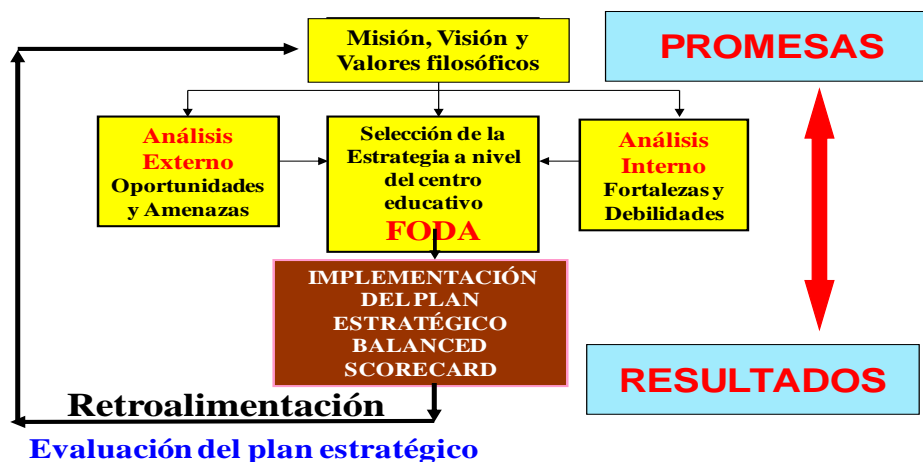 Misión, Visión y
Valores filosóficos
PROMESAS
Análisis
Externo
Oportunidades
y Amenazas
Selección de la
Estrategia a nivel
del centro
educativo
FODA
Análisis
Interno
Fortalezas y
Debilidades
IMPLEMENTACIÓN
DEL PLAN
ESTRATÉGICO
BALANCED
SCORECARD
RESULTADOS
Retroalimentación
Evaluación del plan estratégico